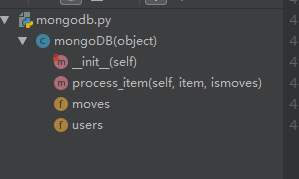 mongodb.py
mongoDB(object)
__init__(self)
process_item(self, item, ismoves)
moves
users